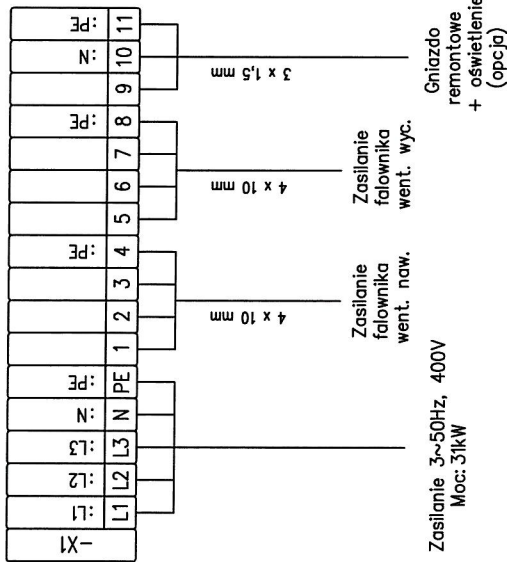 -X1
:L1 :L2 :L3 :N :PE :PE :PE :N :PE
L1 L2 L3 N PE 1 2 3 4 5 6 7 8 9 10 11
4 x 10 mm
4 x 10 mm
3 x 1,5 mm
Zasilanie 3~50Hz, 400V
Moc: 31kW
Zasilanie
falownika
went. naw.
Zasilanie
falownika
went. wyc.
Gniazdo
remontowe
+ oświetlenie
(opcja)